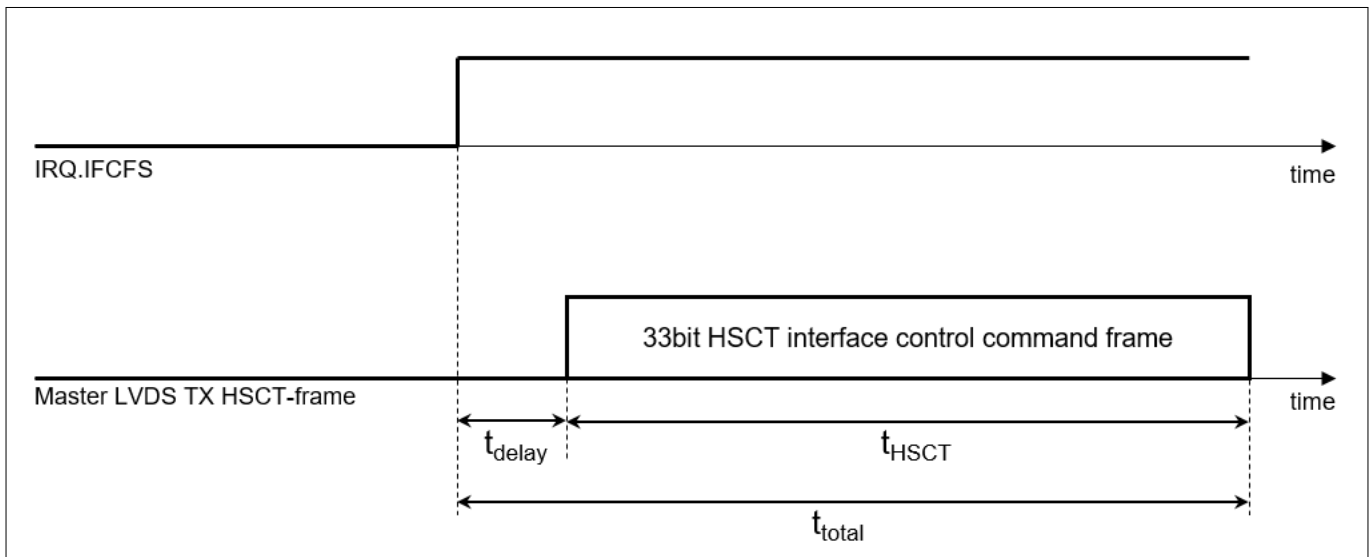 IRQ.IFCFS
time
33bit HSCT interface control command frame
Master LVDS TX HSCT-frame
time
tdelay
tHSCT
ttotal